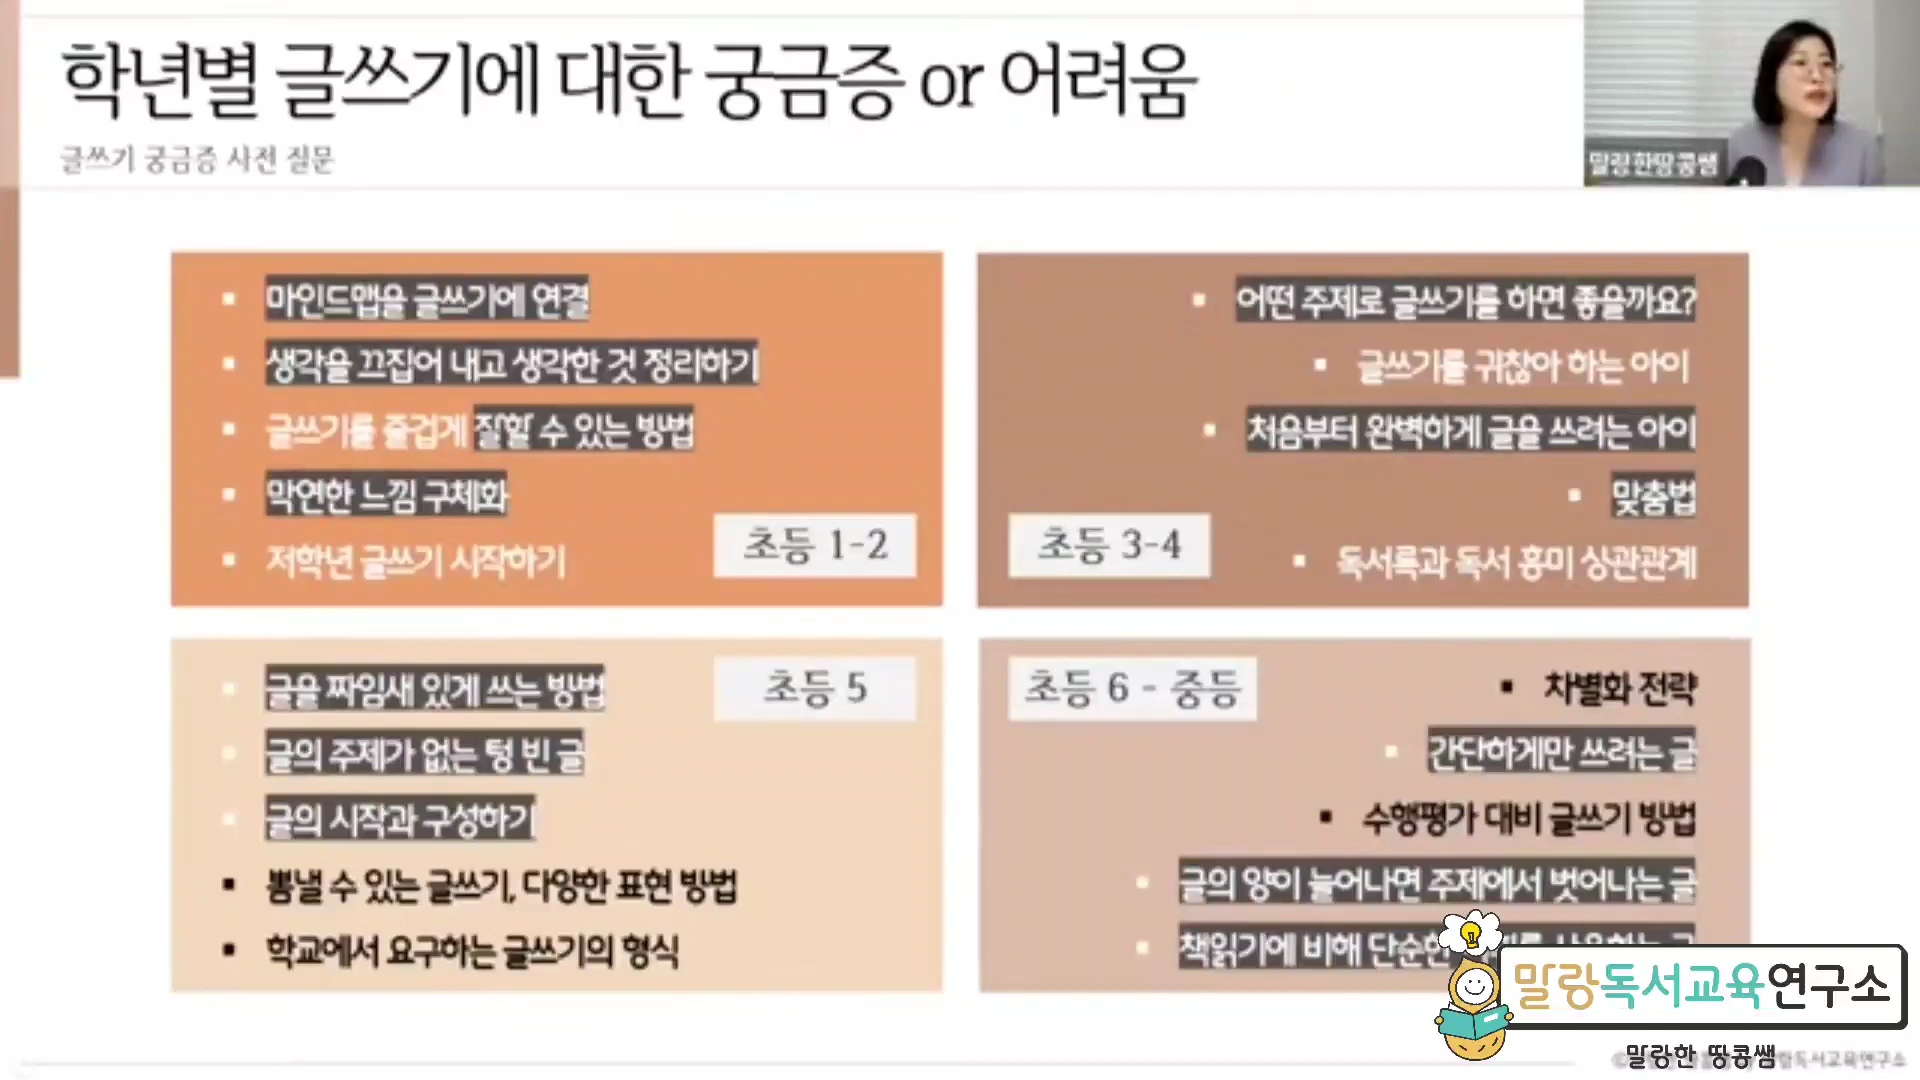 학년별 글쓰기에 대한 궁금증 or 어려움
글쓰기 궁금증 사전 질문
말랑한땅콩쌤
마인드맵을 글쓰기에 연결
생각을 끄집어 내고 생각한 것 정리하기
글쓰기를 즐겁게 잘할 수 있는 방법
막연한 느낌 구체화
저학년 글쓰기 시작하기
초등 1-2
어떤 주제로 글쓰기를 하면 좋을까요?
글쓰기를 귀찮아 하는 아이
처음부터 완벽하게 글을 쓰려는 아이
맞춤법
독서록과 독서 흥미 상관관계
초등 3-4
글을 짜임새 있게 쓰는 방법
글의 주제가 없는 텅 빈 글
글의 시작과 구성하기
뽐낼 수 있는 글쓰기, 다양한 표현 방법
학교에서 요구하는 글쓰기의 형식
초등 5
초등 6 - 중등
차별화 전략
간단하게만 쓰려는 글
수행평가 대비 글쓰기 방법
글의 양이 늘어나면 주제에서 벗어나는 글
책읽기에 비해 단순한
말랑독서교육연구소
말랑한 땅콩쌤
독서교육연구소